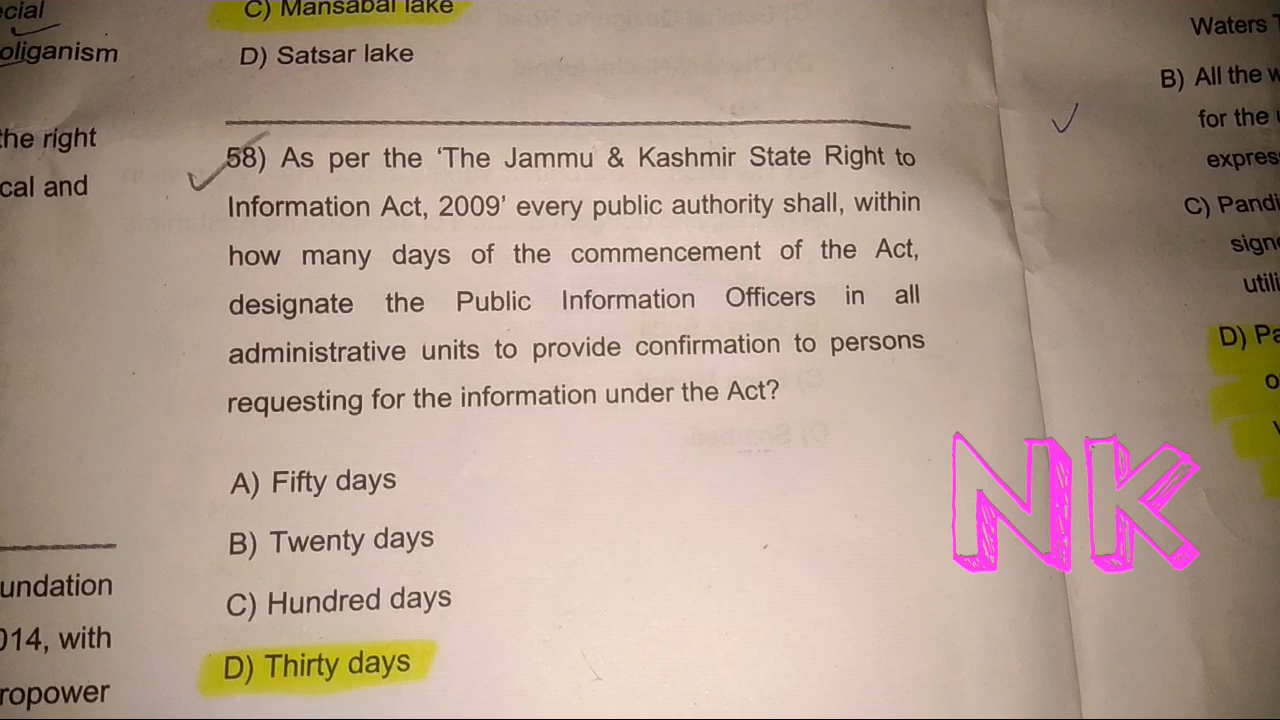 ecial
oliganism
the right
cal and
undation
014, with
ropower
C) Mansabal lake
D) Satsar lake
58) As per the ‘The Jammu & Kashmir State Right to
Information Act, 2009’ every public authority shall, within
how many days of the commencement of the Act,
designate the Public Information Officers in all
administrative units to provide confirmation to persons
requesting for the information under the Act?
A) Fifty days
B) Twenty days
C) Hundred days
D) Thirty days
Waters
B) All the w
for the
expres
C) Pandi
signe
utili
D) Pa
o
NK